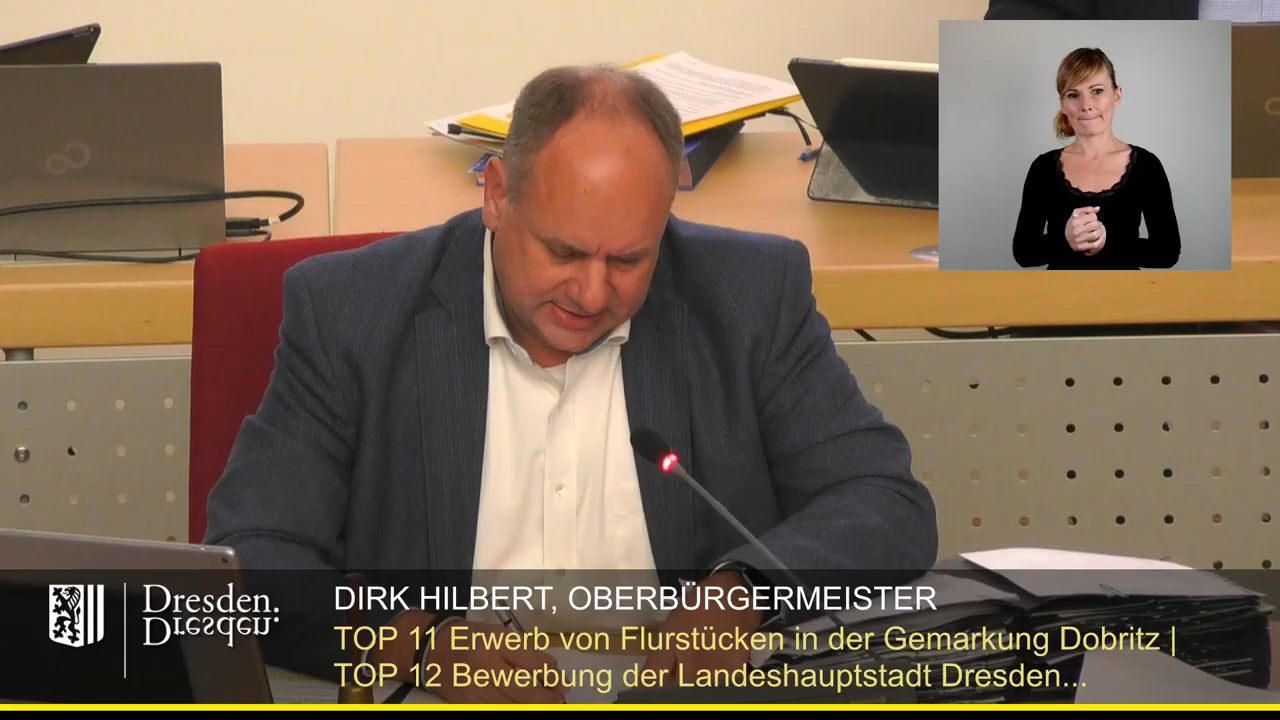 Dresden.
DIRK HILBERT, OBERBÜRGERMEISTER
TOP 11 Erwerb von Flurstücken in der Gemarkung Dobritz |
TOP 12 Bewerbung der Landeshauptstadt Dresden...